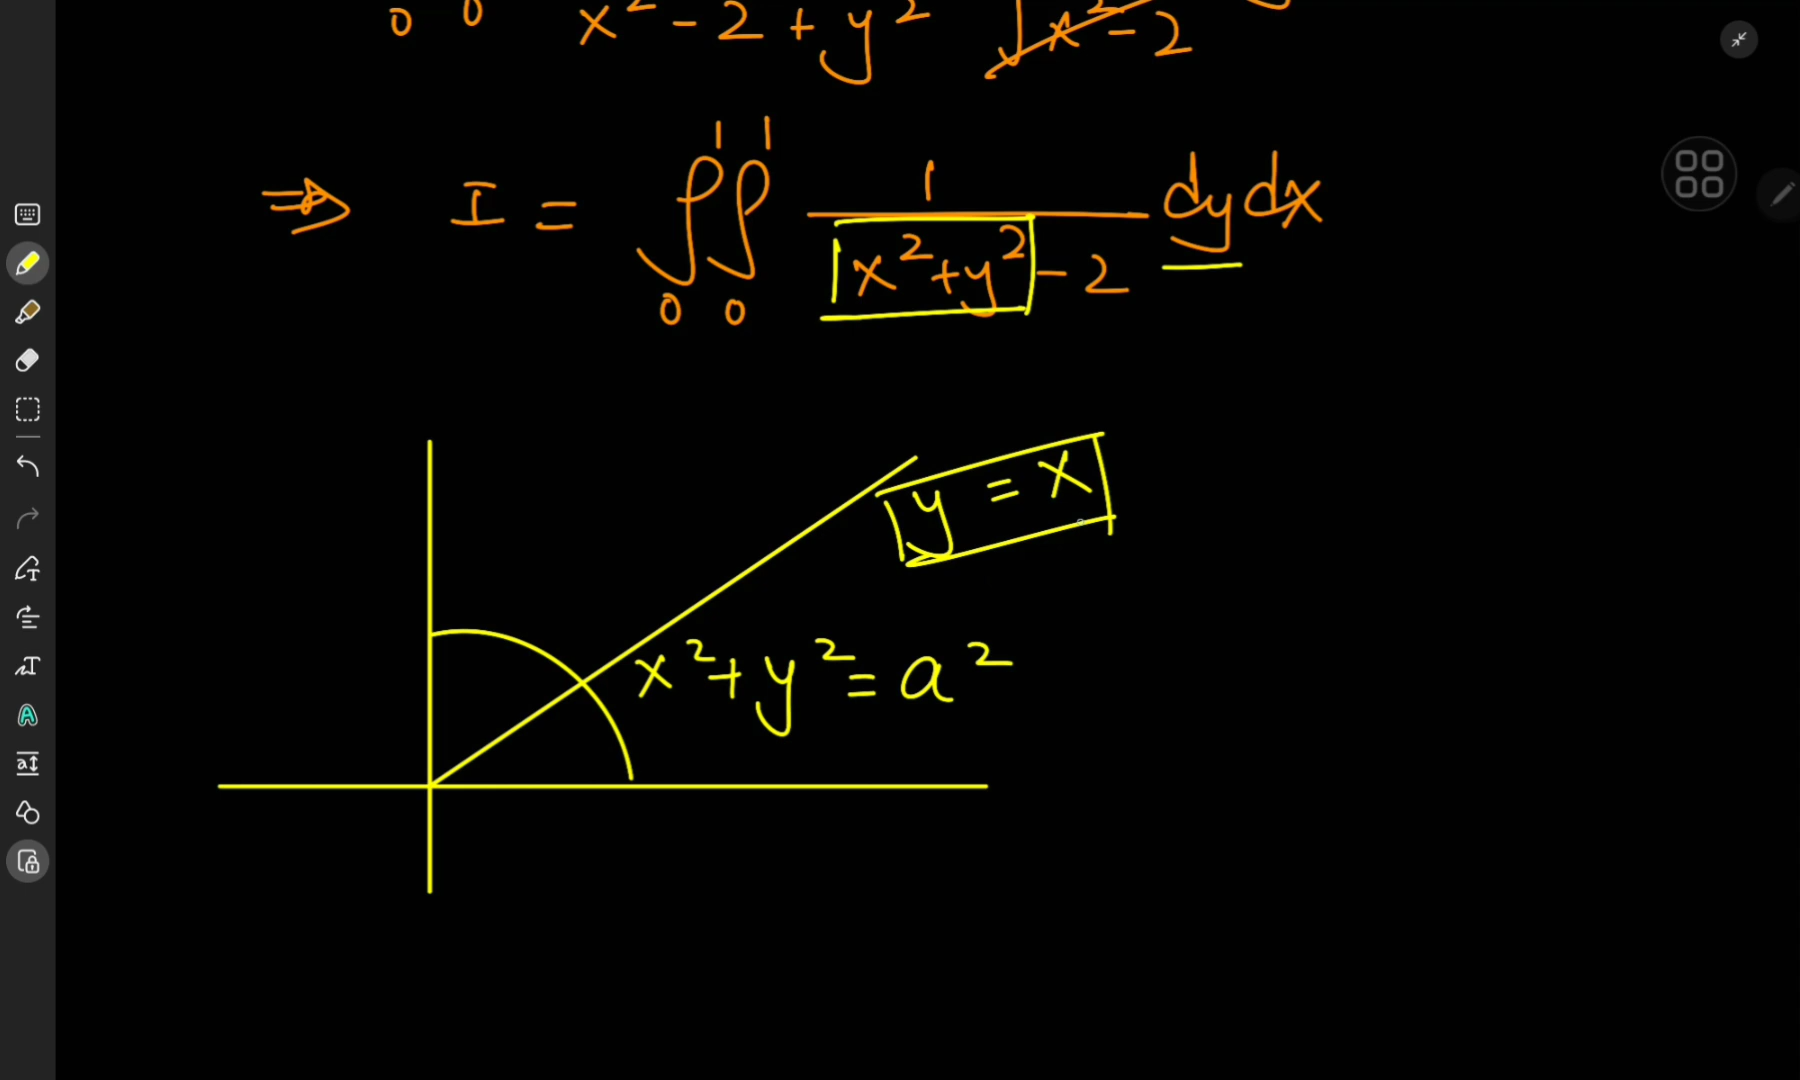 0 0 x² - 2 + y² √x² - 2
⇒ I = ∫₀¹∫₀¹ 1/(x² + y² - 2) dy dx
y = x
x² + y² = a²